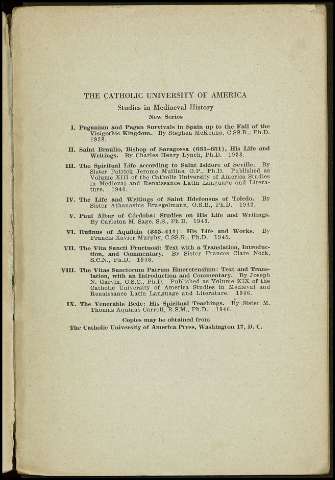 THE CATHOLIC UNIVERSITY OF AMERICA
Studies in Mediaeval History
New Series
I. Paganism and Pagan Survivals in Spain up to the Fall of the
Visigothic Kingdom. By Stephen McKenna, C.SS.R., Ph.D.
1938.
II. Saint Braulio, Bishop of Saragossa (631-651), His Life and
Writings. By Charles Henry Lynch, Ph.D. 1938.
III. The Spiritual Life according to Saint Isidore of Seville. By
Sister Patrick Jerome Mullins, O.P., Ph.D. Published as
Volume XIII of the Catholic University of America Studies
in Medieval and Renaissance Latin Language and Litera-
ture. 1940.
IV. The Life and Writings of Saint Ildefonsus of Toledo. By
Sister Athanasius Braegelmann, O.S.B., Ph.D. 1942.
V. Paul Albar of Córdoba: Studies on His Life and Writings.
By Carleton M. Sage, S.S., Ph.D. 1943.
VI. Rufinus of Aquileia (345-411): His Life and Works. By
Francis Xavier Murphy, C.SS.R., Ph.D. 1945.
VII. The Vita Sancti Fructuosi: Text with a Translation, Introduc-
tion, and Commentary. By Sister Frances Clare Nock,
S.C.N., Ph.D. 1946.
VIII. The Vitas Sanctorum Patrum Emeretensium: Text and Trans-
lation, with an Introduction and Commentary. By Joseph
N. Garvin, C.S.C., Ph.D. Published as Volume XIX of the
Catholic University of America Studies in Medieval and
Renaissance Latin Language and Literature. 1946.
IX. The Venerable Bede: His Spiritual Teachings. By Sister M.
Thomas Aquinas Carroll, R.S.M., Ph.D. 1946.
Copies may be obtained from
The Catholic University of America Press, Washington 17, D. C.